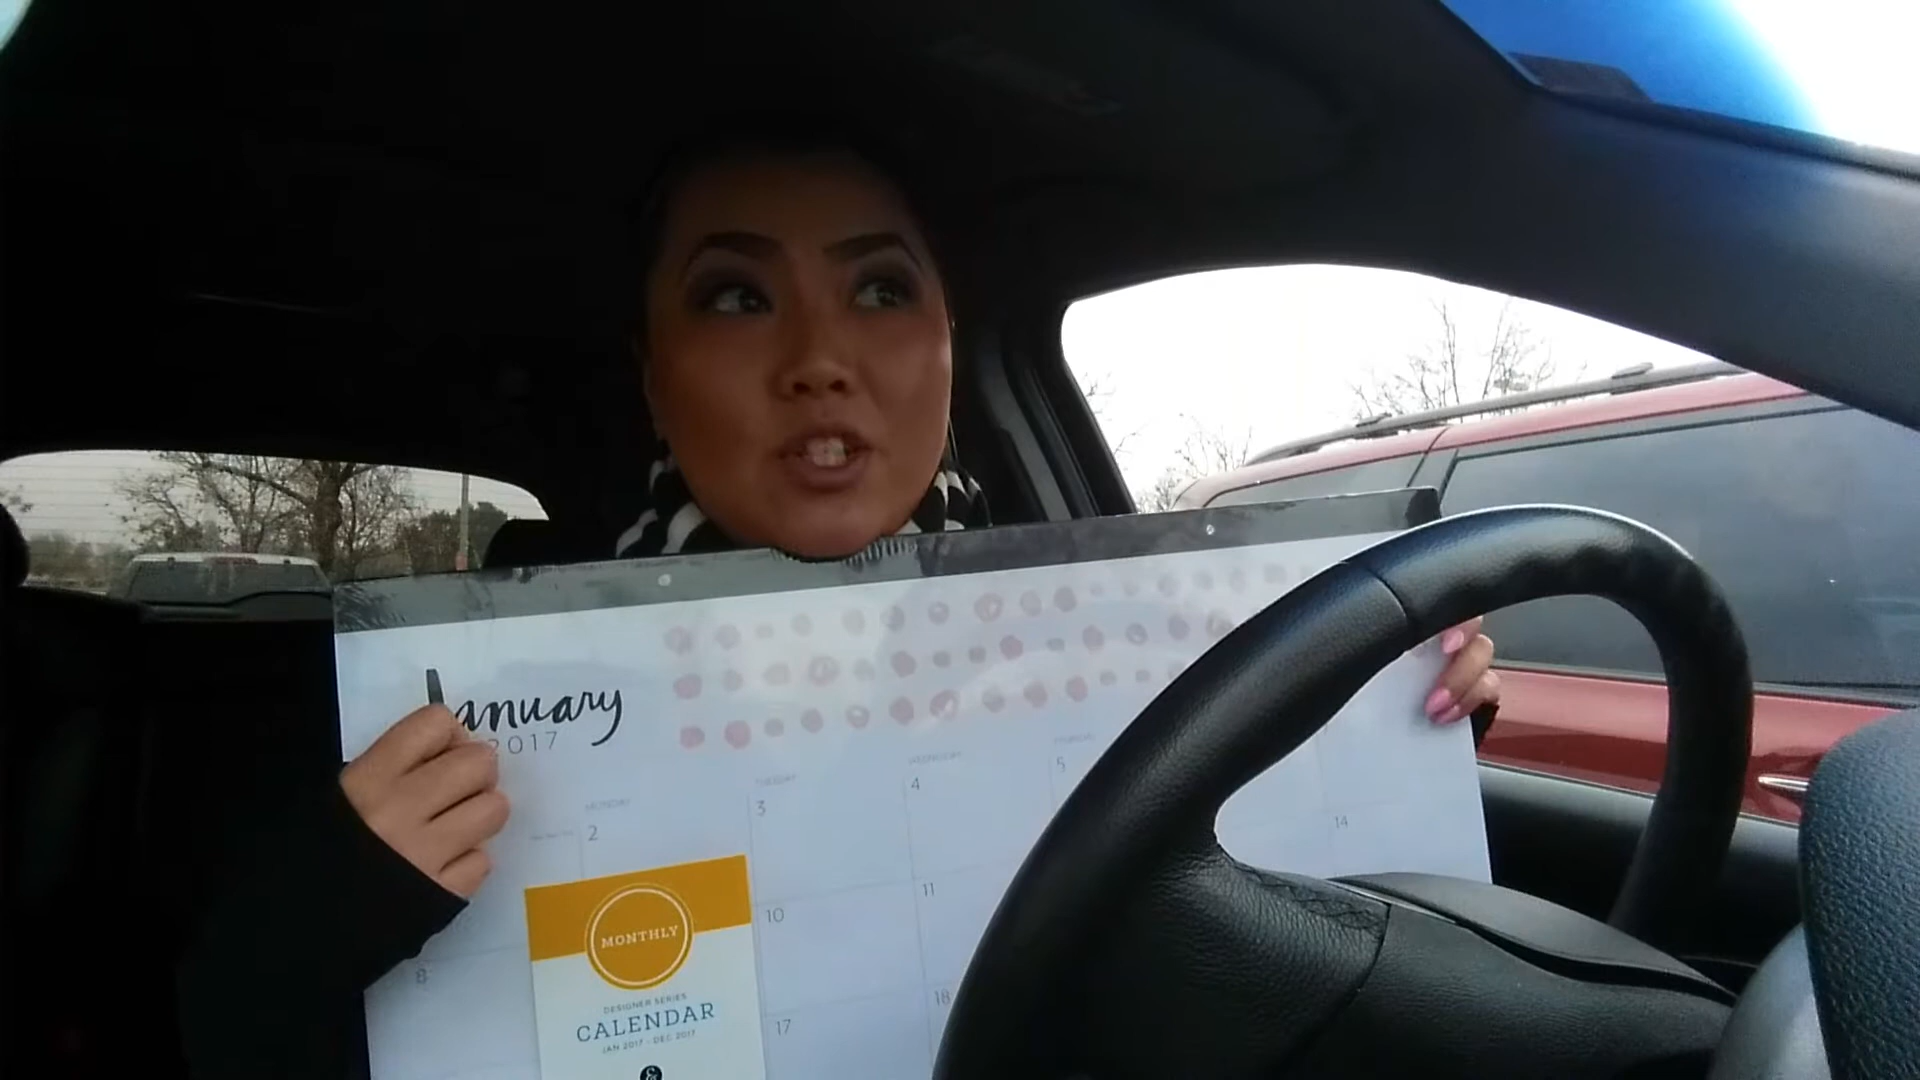 January
2017
MONDAY
TUESDAY
WEDNESDAY
THURSDAY
2
3
4
5
14
MONTHLY
DESIGNER SERIES
CALENDAR
JAN 2017 - DEC 2017
&
8
10
11
17
18